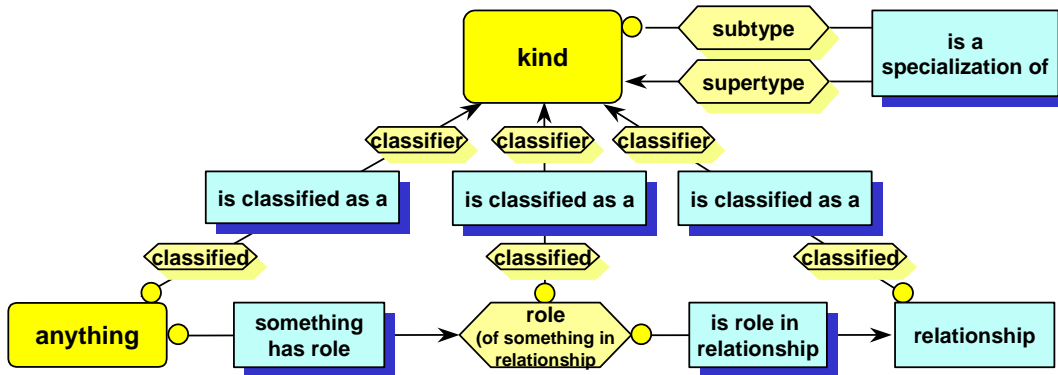 kind
subtype
supertype
is a
specialization of
classifier
classifier
classifier
is classified as a
is classified as a
is classified as a
classified
classified
classified
anything
something
has role
role
(of something in
relationship
is role in
relationship
relationship